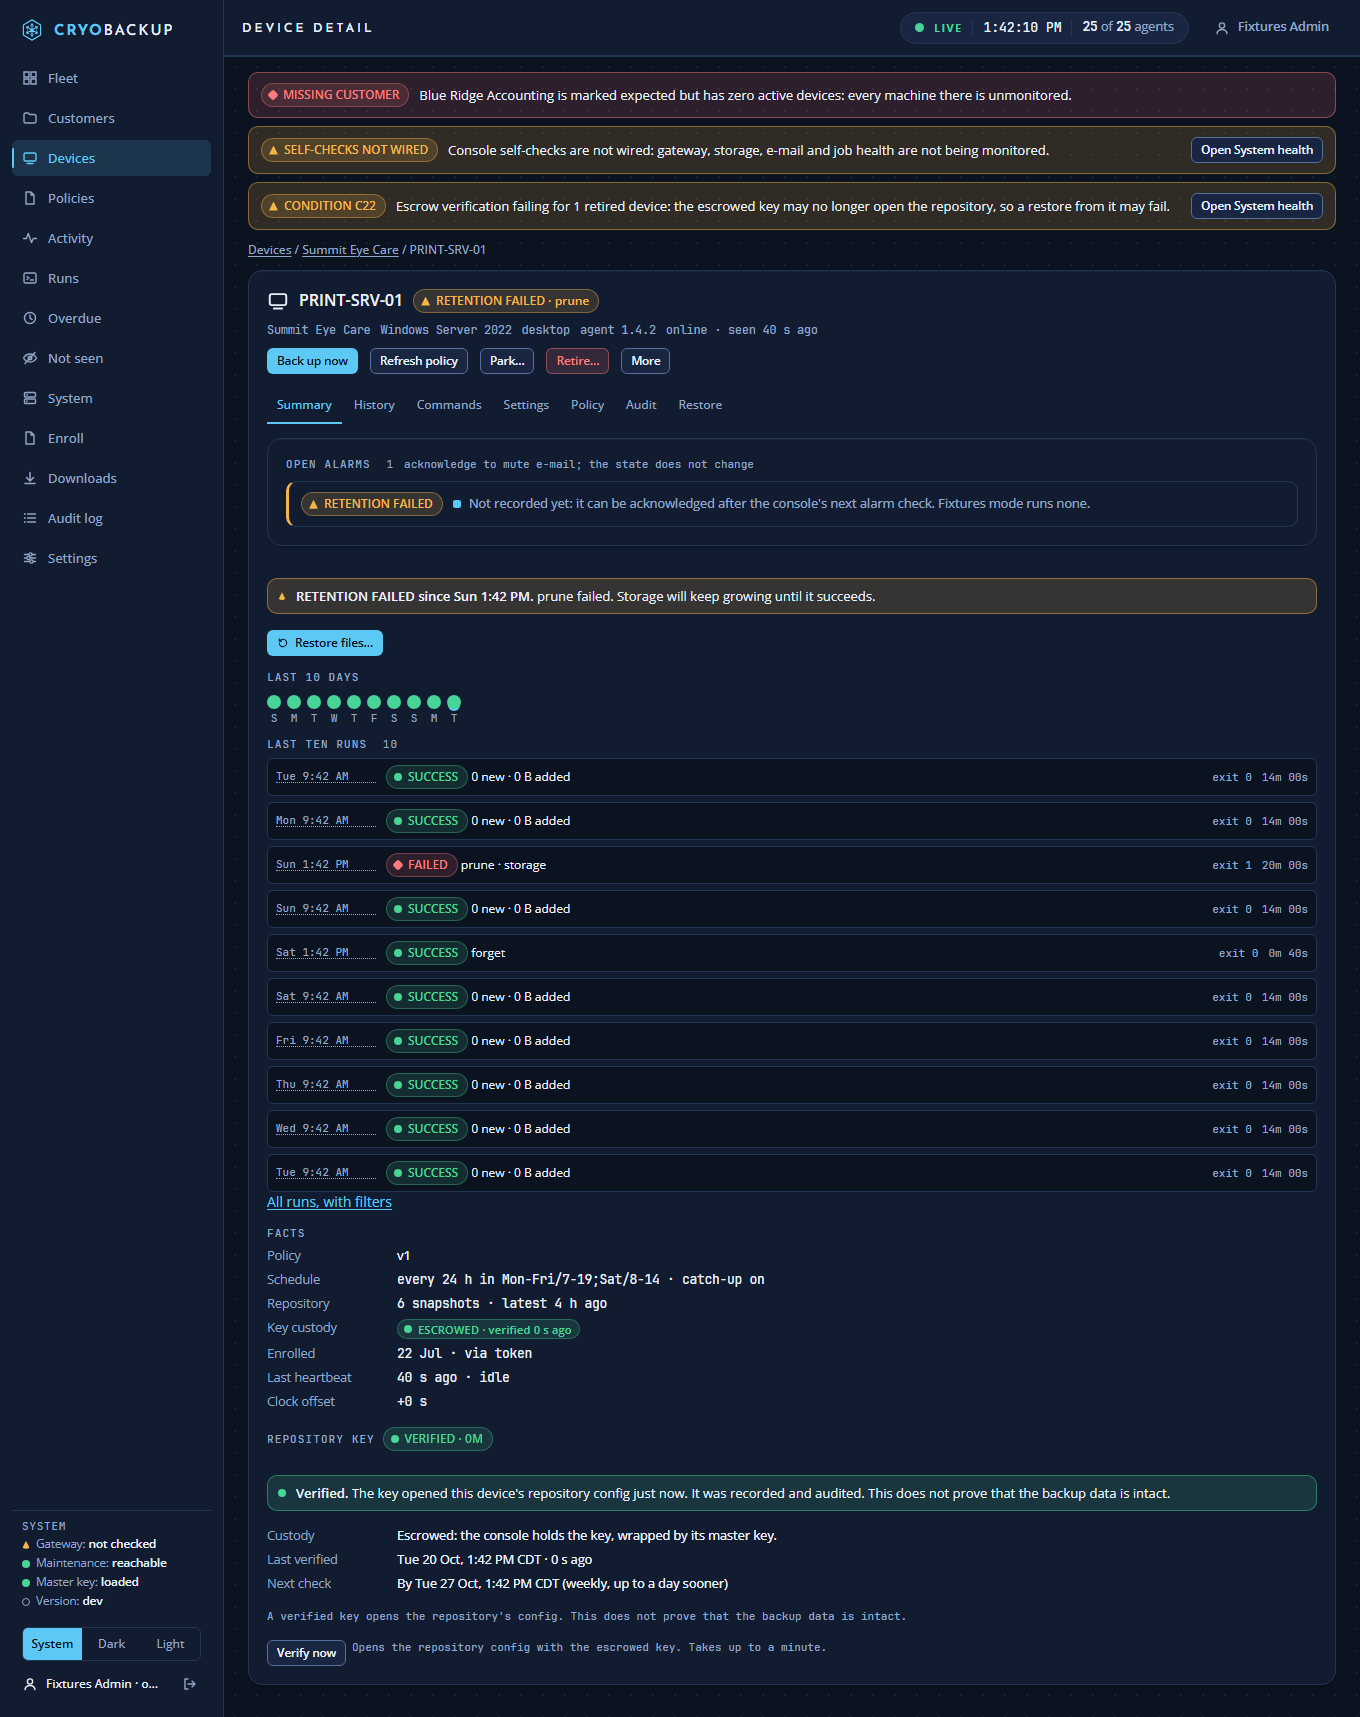 CRYOBACKUP
Fleet
Customers
Devices
Policies
Activity
Runs
Overdue
Not seen
System
Enroll
Downloads
Audit log
Settings
SYSTEM
Gateway: not checked
Maintenance: reachable
Master key: loaded
Version: dev
System Dark Light
Fixtures Admin · o...
DEVICE DETAIL
LIVE 1:42:10 PM 25 of 25 agents
Fixtures Admin
MISSING CUSTOMER Blue Ridge Accounting is marked expected but has zero active devices: every machine there is unmonitored.
SELF-CHECKS NOT WIRED Console self-checks are not wired: gateway, storage, e-mail and job health are not being monitored. Open System health
CONDITION C22 Escrow verification failing for 1 retired device: the escrowed key may no longer open the repository, so a restore from it may fail. Open System health
Devices / Summit Eye Care / PRINT-SRV-01
PRINT-SRV-01 RETENTION FAILED · prune
Summit Eye Care Windows Server 2022 desktop agent 1.4.2 online · seen 40 s ago
Back up now Refresh policy Park... Retire... More
Summary History Commands Settings Policy Audit Restore
OPEN ALARMS 1 acknowledge to mute e-mail; the state does not change
RETENTION FAILED Not recorded yet: it can be acknowledged after the console's next alarm check. Fixtures mode runs none.
RETENTION FAILED since Sun 1:42 PM. prune failed. Storage will keep growing until it succeeds.
Restore files...
LAST 10 DAYS
S M T W T F S S M T
LAST TEN RUNS 10
Tue 9:42 AM SUCCESS 0 new · 0 B added exit 0 14m 00s
Mon 9:42 AM SUCCESS 0 new · 0 B added exit 0 14m 00s
Sun 1:42 PM FAILED prune · storage exit 1 20m 00s
Sun 9:42 AM SUCCESS 0 new · 0 B added exit 0 14m 00s
Sat 1:42 PM SUCCESS forget exit 0 0m 40s
Sat 9:42 AM SUCCESS 0 new · 0 B added exit 0 14m 00s
Fri 9:42 AM SUCCESS 0 new · 0 B added exit 0 14m 00s
Thu 9:42 AM SUCCESS 0 new · 0 B added exit 0 14m 00s
Wed 9:42 AM SUCCESS 0 new · 0 B added exit 0 14m 00s
Tue 9:42 AM SUCCESS 0 new · 0 B added exit 0 14m 00s
All runs, with filters
FACTS
Policy v1
Schedule every 24 h in Mon-Fri/7-19;Sat/8-14 · catch-up on
Repository 6 snapshots · latest 4 h ago
Key custody ESCROWED · verified 0 s ago
Enrolled 22 Jul · via token
Last heartbeat 40 s ago · idle
Clock offset +0 s
REPOSITORY KEY VERIFIED · 0M
Verified. The key opened this device's repository config just now. It was recorded and audited. This does not prove that the backup data is intact.
Custody Escrowed: the console holds the key, wrapped by its master key.
Last verified Tue 20 Oct, 1:42 PM CDT · 0 s ago
Next check By Tue 27 Oct, 1:42 PM CDT (weekly, up to a day sooner)
A verified key opens the repository's config. This does not prove that the backup data is intact.
Verify now Opens the repository config with the escrowed key. Takes up to a minute.